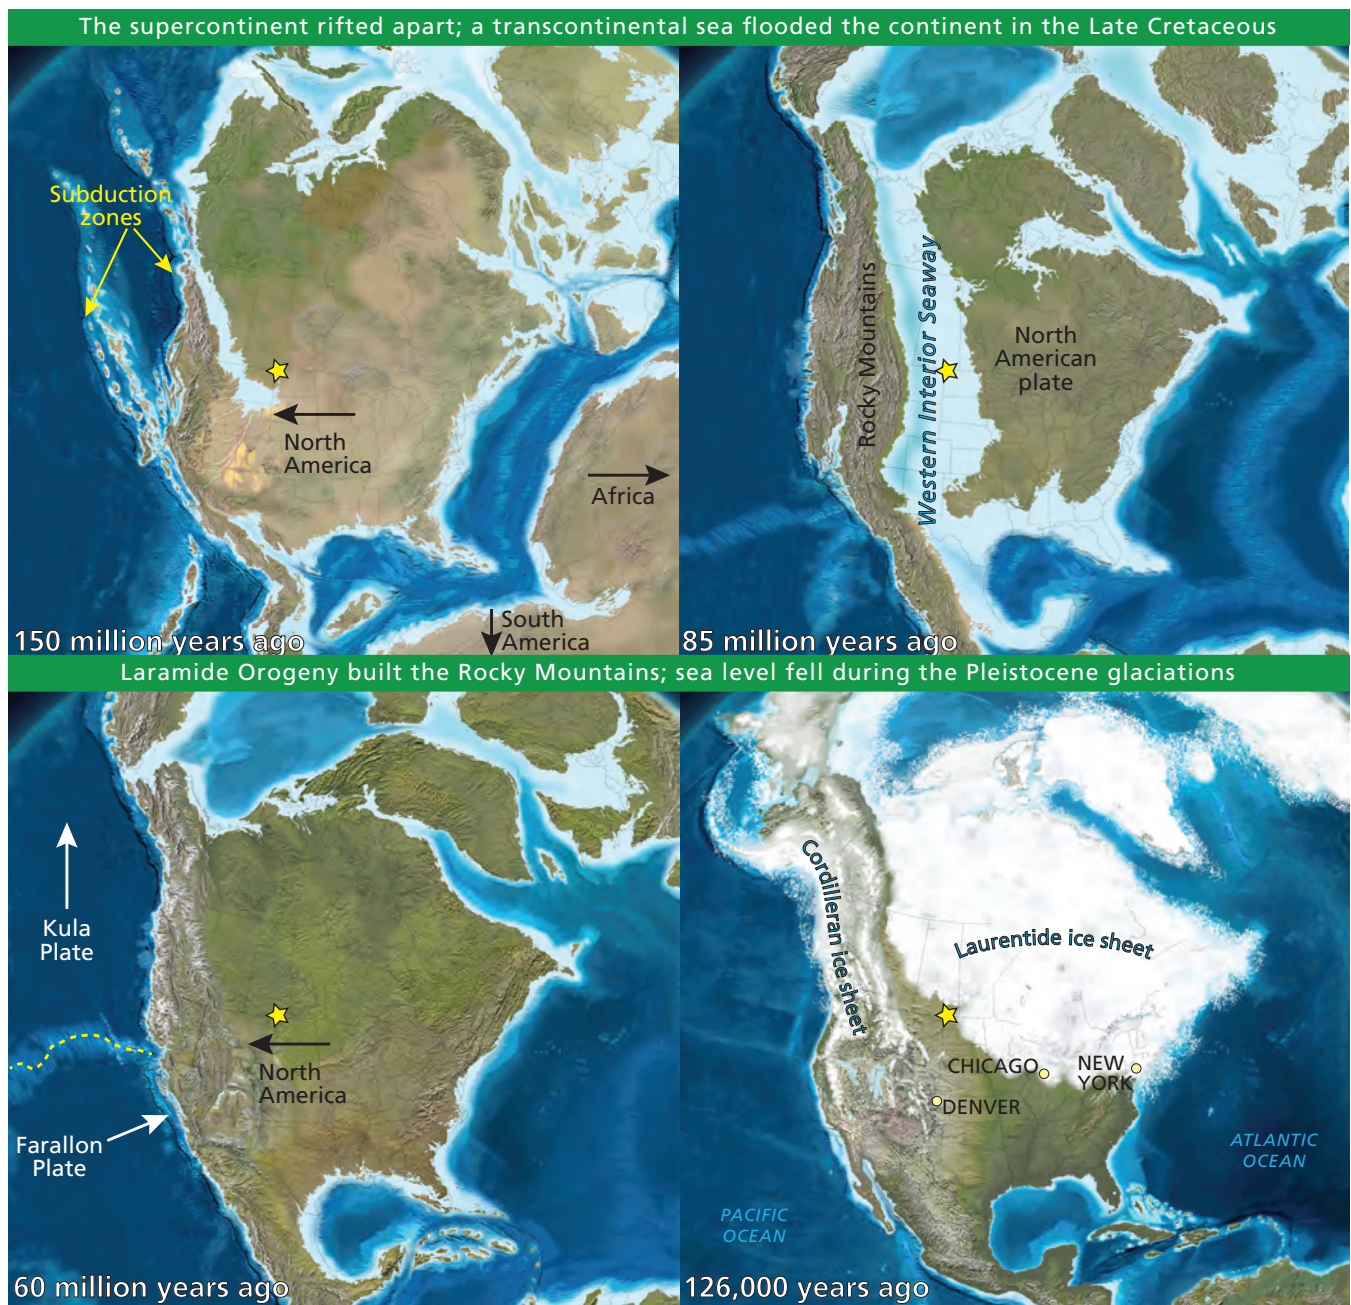 The supercontinent rifted apart; a transcontinental sea flooded the continent in the Late Cretaceous
Subduction
zones
North
America
Africa
South
America
150 million years ago
Rocky Mountains
Western Interior Seaway
North
American
plate
85 million years ago
Laramide Orogeny built the Rocky Mountains; sea level fell during the Pleistocene glaciations
Kula
Plate
North
America
Farallon
Plate
60 million years ago
Cordilleran ice sheet
Laurentide ice sheet
CHICAGO
NEW
YORK
DENVER
ATLANTIC
OCEAN
PACIFIC
OCEAN
126,000 years ago